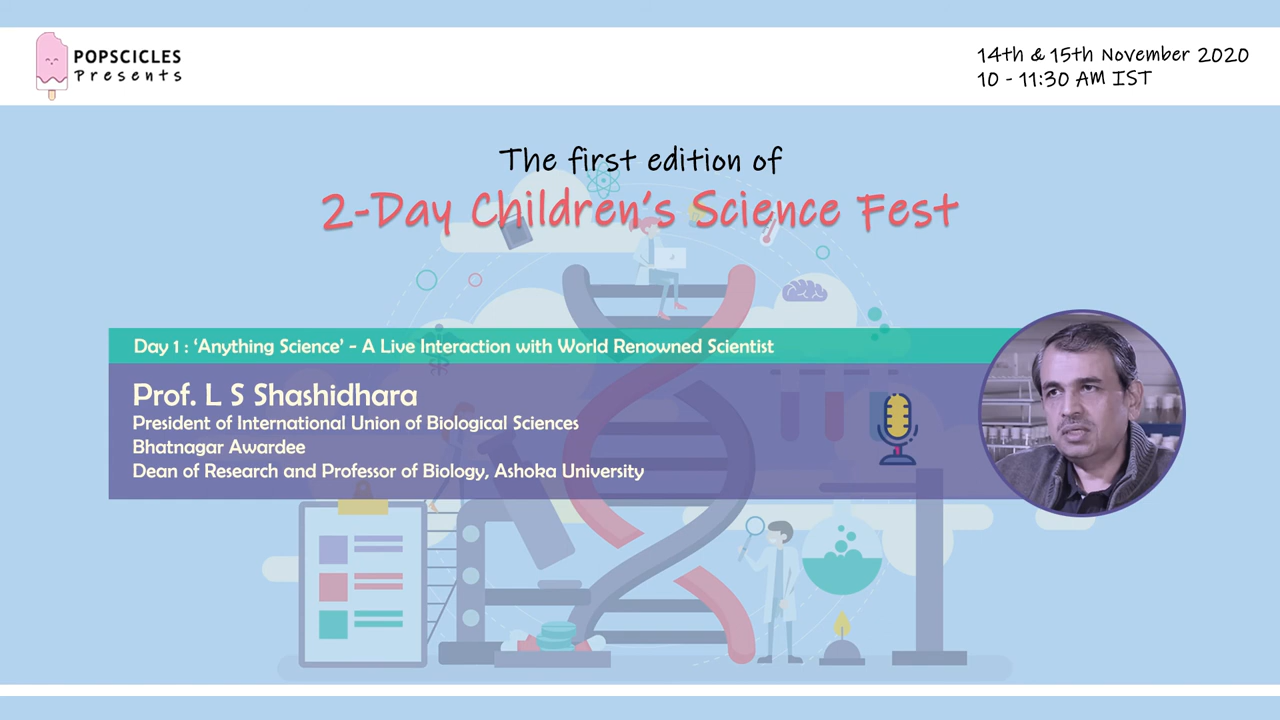 POPSCICLES
Presents
14th & 15th November 2020
10 - 11:30 AM IST
The first edition of
2-Day Children's Science Fest
Day 1 : ‘Anything Science’ - A Live Interaction with World Renowned Scientist
Prof. L S Shashidhara
President of International Union of Biological Sciences
Bhatnagar Awardee
Dean of Research and Professor of Biology, Ashoka University